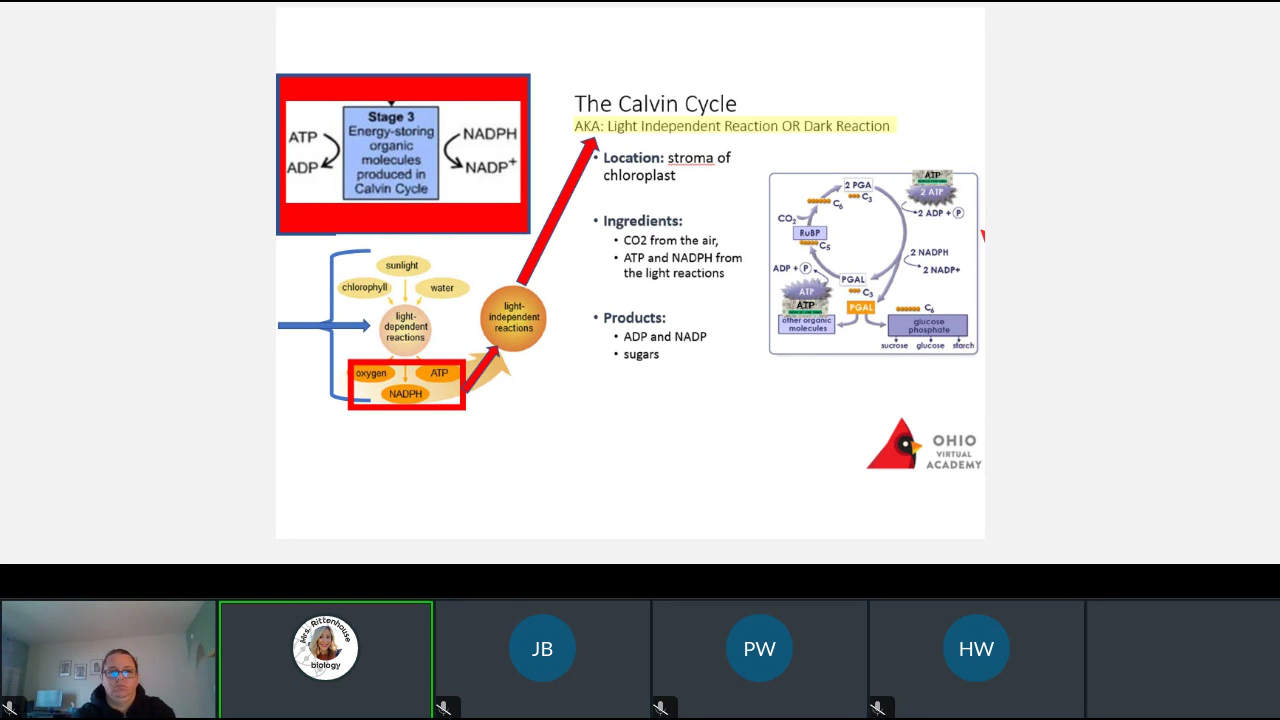 Stage 3
Energy-storing
organic
molecules
produced in
Calvin Cycle
ATP
ADP
NADPH
NADP+
sunlight
chlorophyll
water
light-
dependent
reactions
oxygen
ATP
NADPH
light-
independent
reactions
The Calvin Cycle
AKA: Light Independent Reaction OR Dark Reaction
• Location: stroma of
chloroplast
• Ingredients:
• CO2 from the air,
• ATP and NADPH from
the light reactions
• Products:
• ADP and NADP
• sugars
2 PGA
C3
C6
CO2
RuBP
C5
ATP
2 ATP
2 ADP + P
2 NADPH
2 NADP+
ADP + P
ATP
ATP
PGAL
C3
PGAL
other organic
molecules
C6
glucose
phosphate
sucrose glucose starch
OHIO
VIRTUAL
ACADEMY
Mrs. Rittenhouse
biology
JB
PW
HW